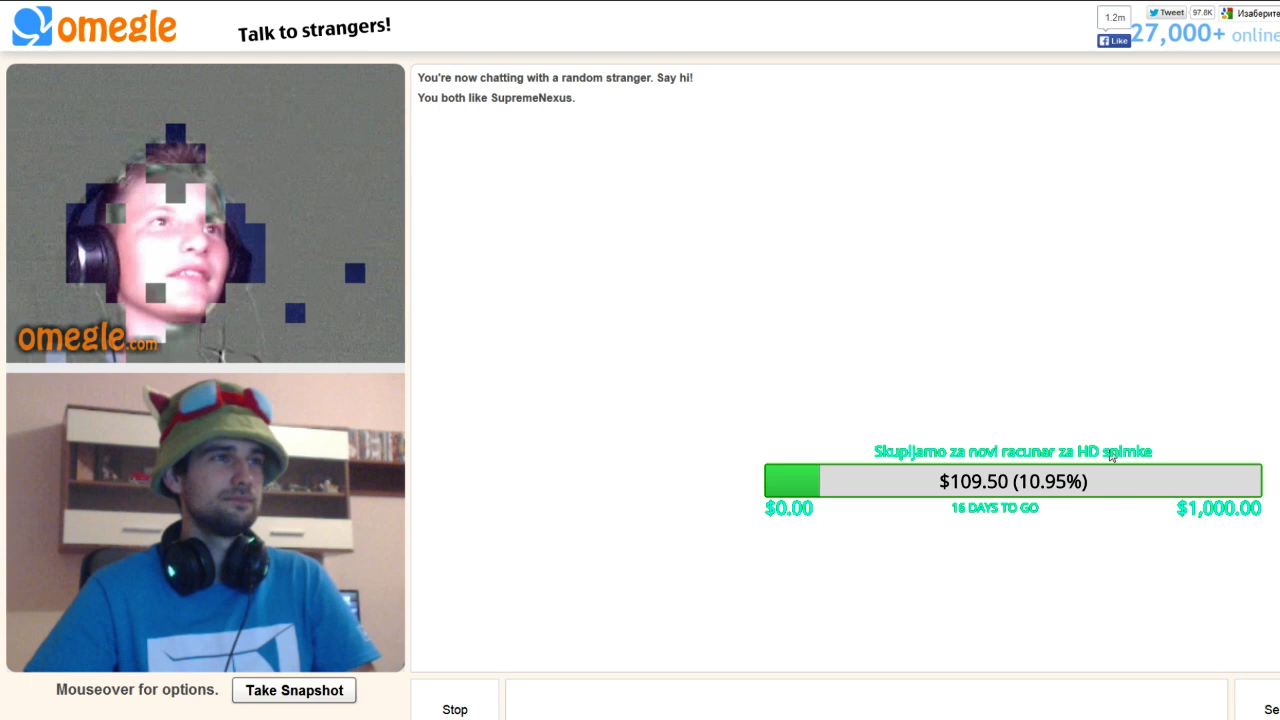 omegle
Talk to strangers!
1.2m
Like
Tweet
97.8K
Изаберите
27,000+ online
You're now chatting with a random stranger. Say hi!
You both like SupremeNexus.
omegle.com
Skupljamo za novi racunar za HD snimke
$109.50 (10.95%)
$0.00
16 DAYS TO GO
$1,000.00
Mouseover for options.
Take Snapshot
Stop
Se